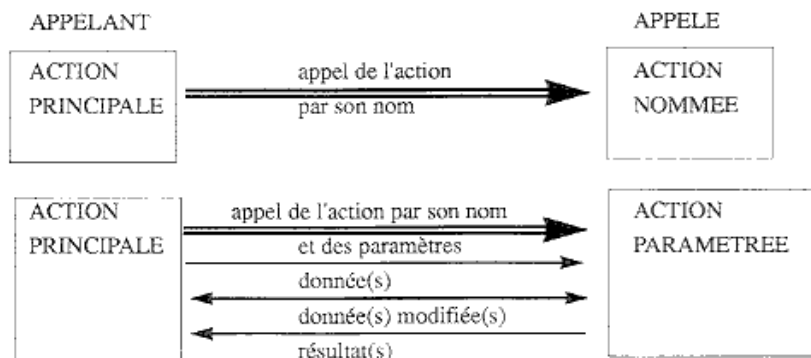 APPELANT
APPELE
ACTION
PRINCIPALE
appel de l'action
par son nom
ACTION
NOMMEE
ACTION
PRINCIPALE
appel de l'action par son nom
et des paramètres
donnée(s)
donnée(s) modifiée(s)
résultat(s)
ACTION
PARAMETREE